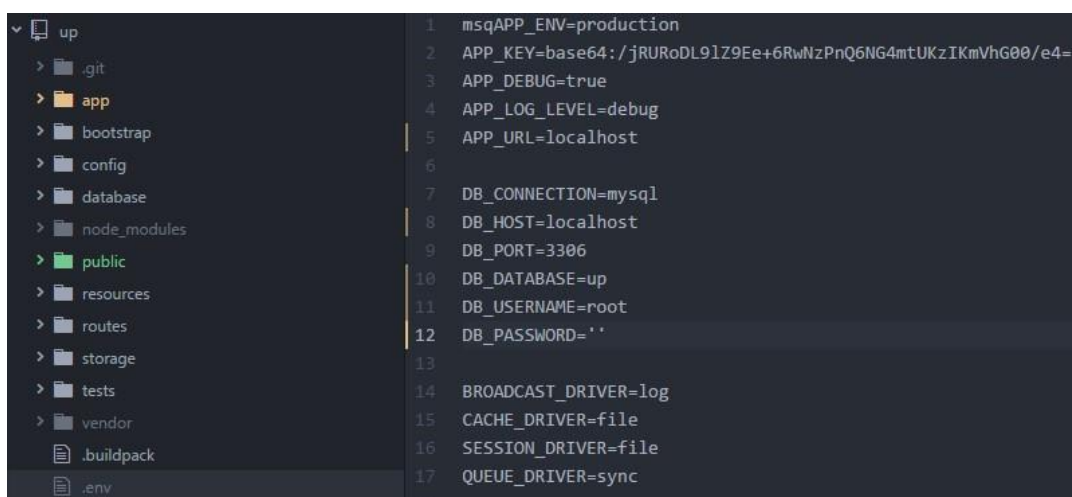 up
.git
app
bootstrap
config
database
node_modules
public
resources
routes
storage
tests
vendor
.buildpack
.env
1 msqAPP_ENV=production
2 APP_KEY=base64:/jRURoDL9lZ9Ee+6RwNzPnQ6NG4mtUKzIKmVhG00/e4=
3 APP_DEBUG=true
4 APP_LOG_LEVEL=debug
5 APP_URL=localhost
6
7 DB_CONNECTION=mysql
8 DB_HOST=localhost
9 DB_PORT=3306
10 DB_DATABASE=up
11 DB_USERNAME=root
12 DB_PASSWORD=''
13
14 BROADCAST_DRIVER=log
15 CACHE_DRIVER=file
16 SESSION_DRIVER=file
17 QUEUE_DRIVER=sync